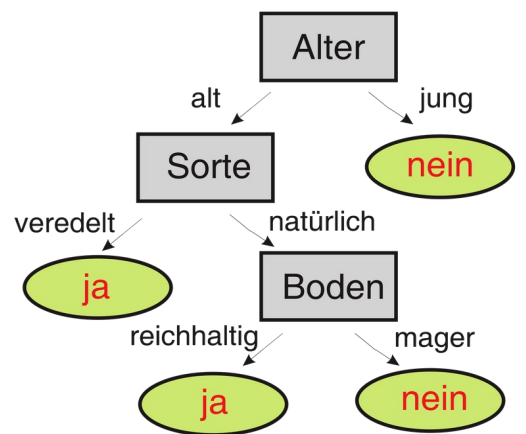 Alter
alt
jung
nein
Sorte
veredelt
natürlich
ja
Boden
reichhaltig
mager
ja
nein